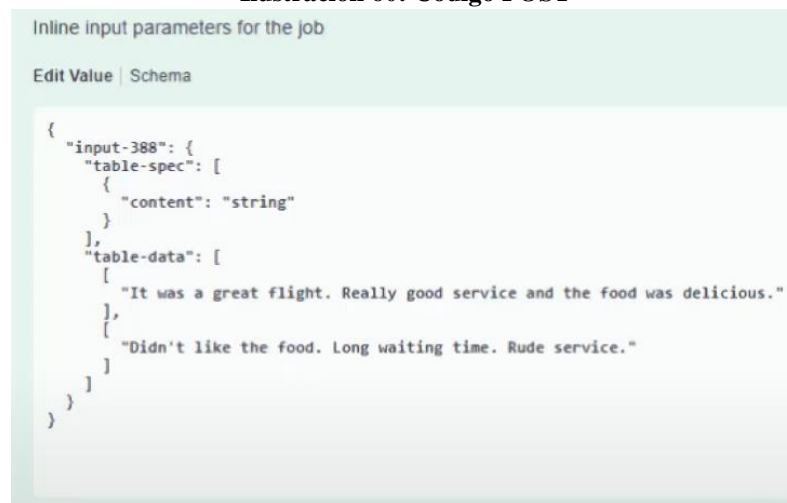 Inline input parameters for the job
Edit Value | Schema
{
"input-388": {
"table-spec": [
{
"content": "string"
}
],
"table-data": [
[
"It was a great flight. Really good service and the food was delicious."
],
[
"Didn't like the food. Long waiting time. Rude service."
]
]
}
}